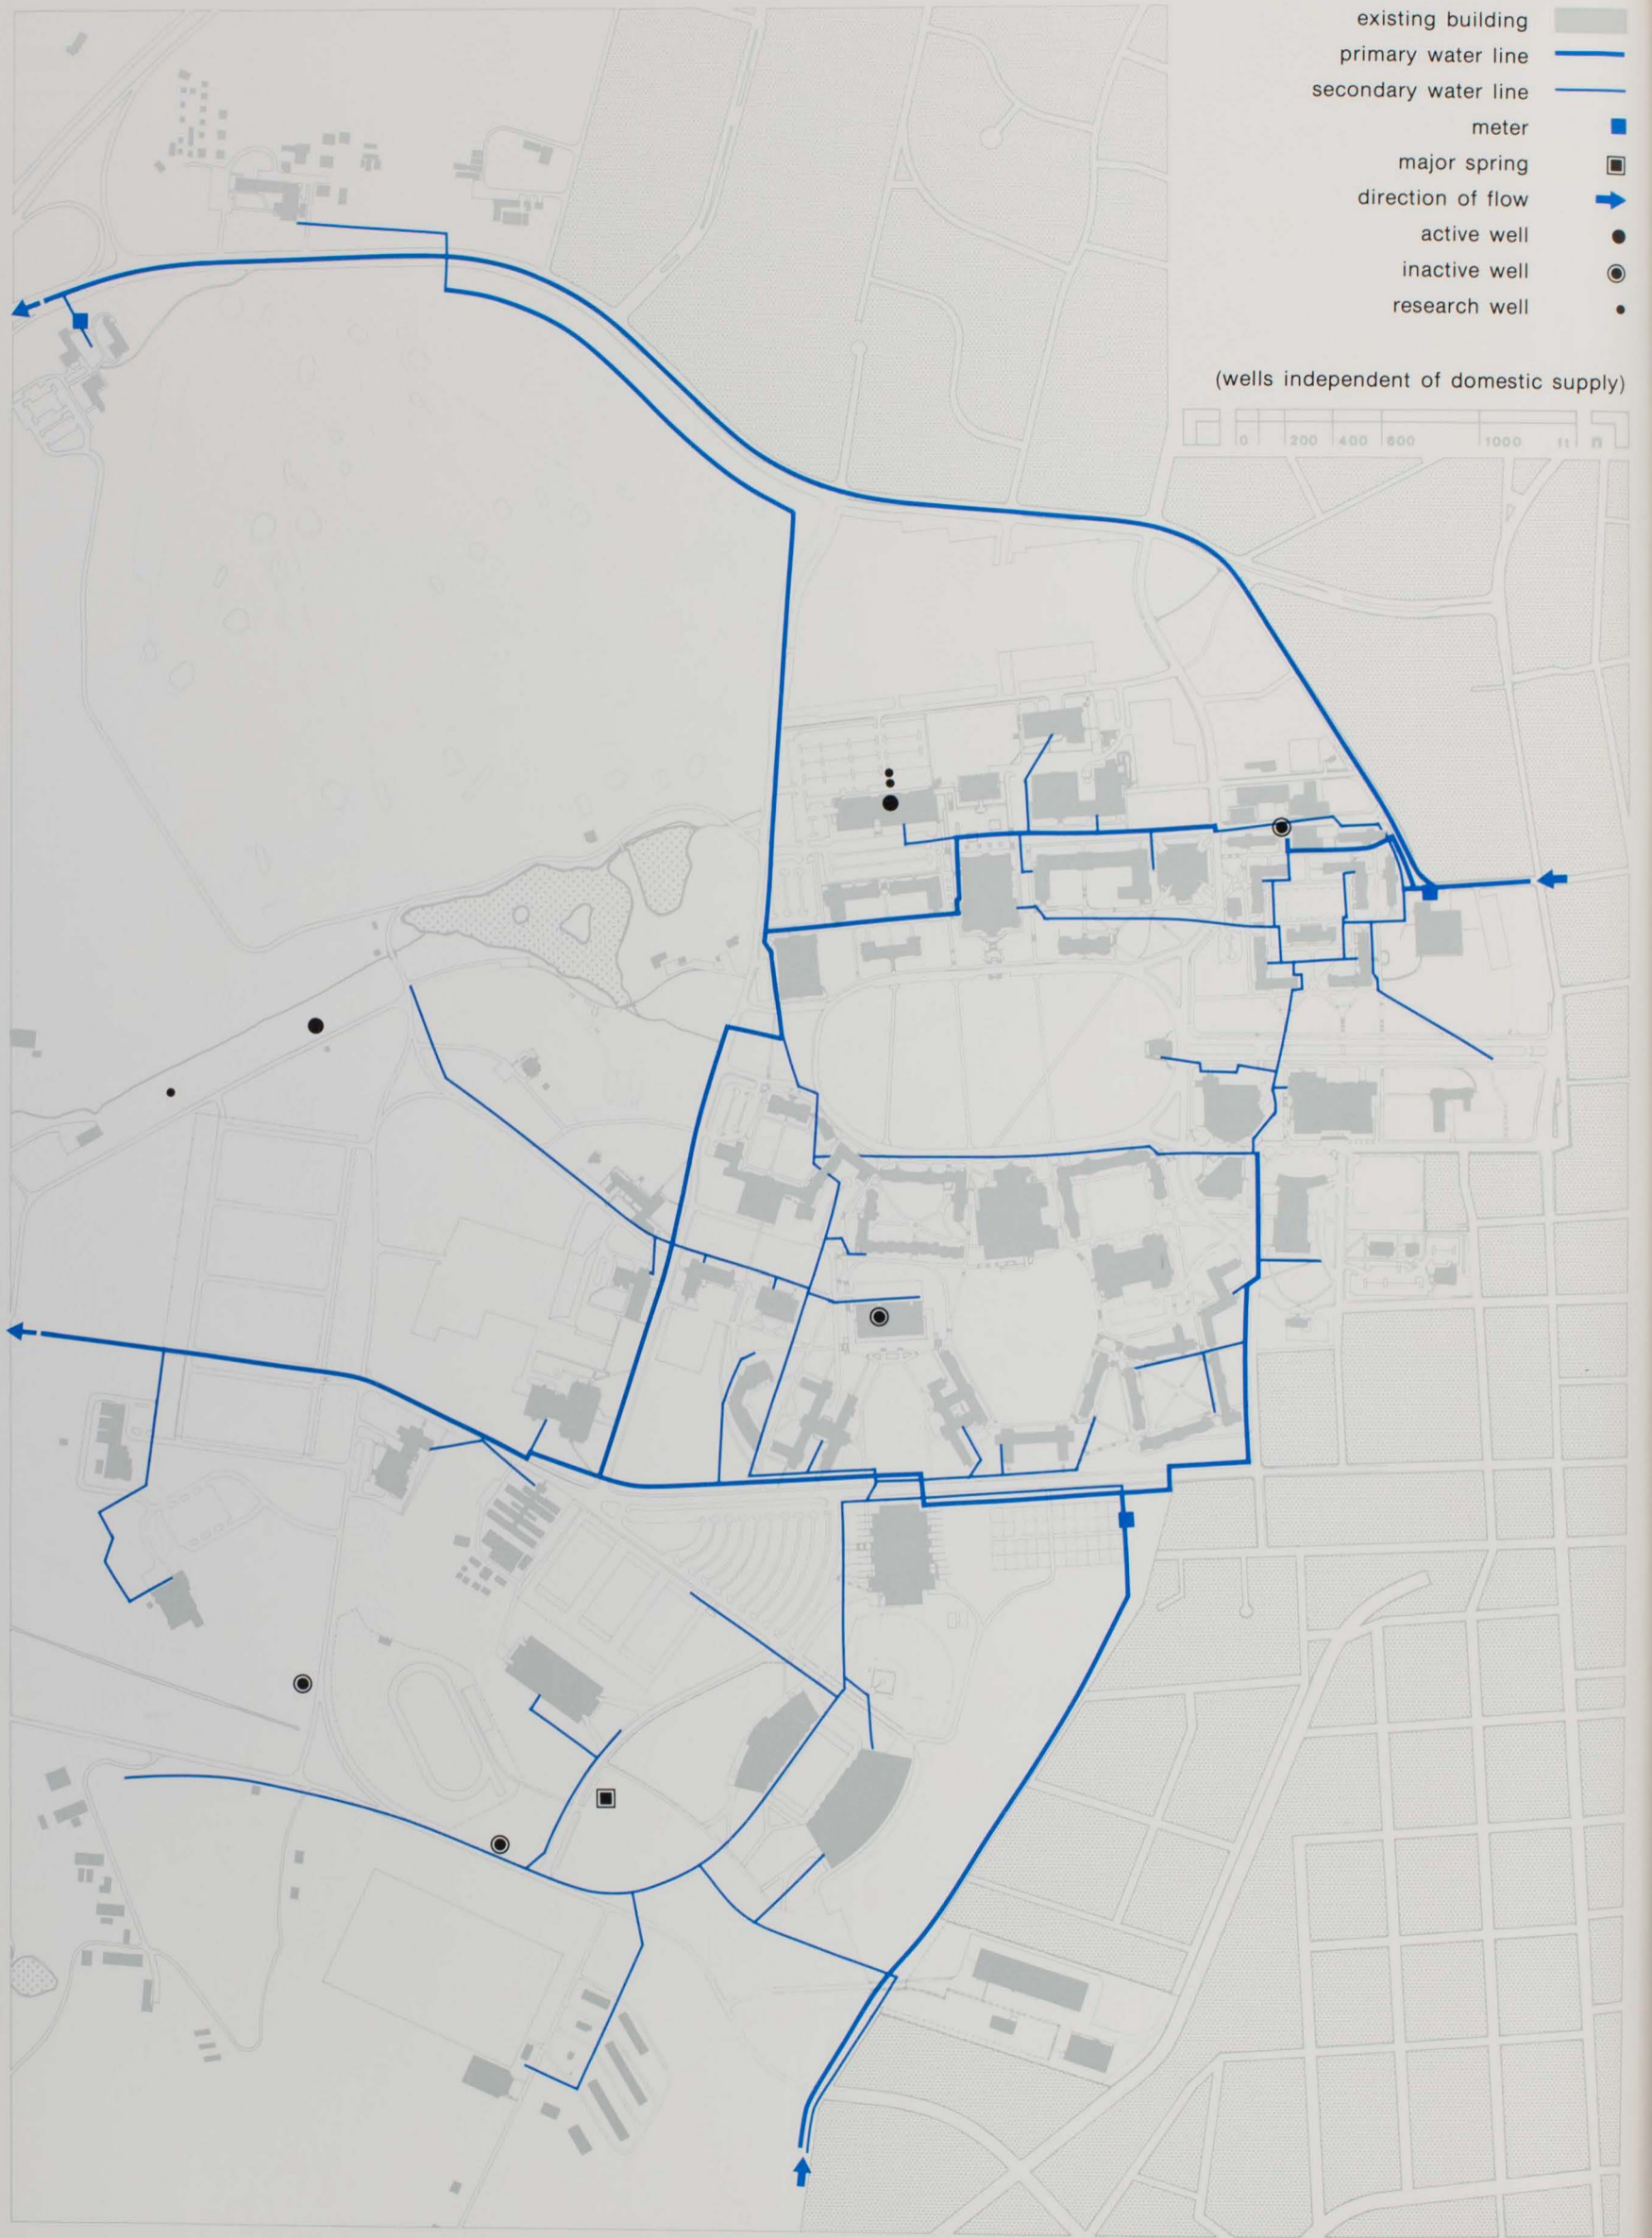 existing building
primary water line
secondary water line
meter
major spring
direction of flow
active well
inactive well
research well
(wells independent of domestic supply)
0 200 400 600 1000 ft n